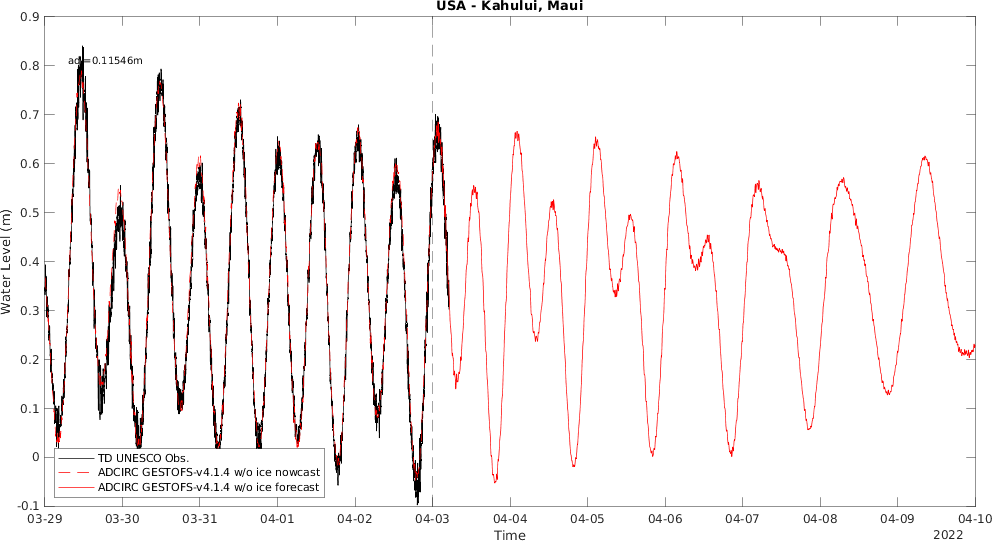 USA - Kahului, Maui
0.9
0.8
0.7
0.6
0.5
0.4
0.3
0.2
0.1
0
-0.1
Water Level (m)
=0.11546m
TD UNESCO Obs.
ADCIRC GESTOFS-v4.1.4 w/o ice nowcast
ADCIRC GESTOFS-v4.1.4 w/o ice forecast
03-29 03-30 03-31 04-01 04-02 04-03 04-04 04-05 04-06 04-07 04-08 04-09 04-10
Time
2022